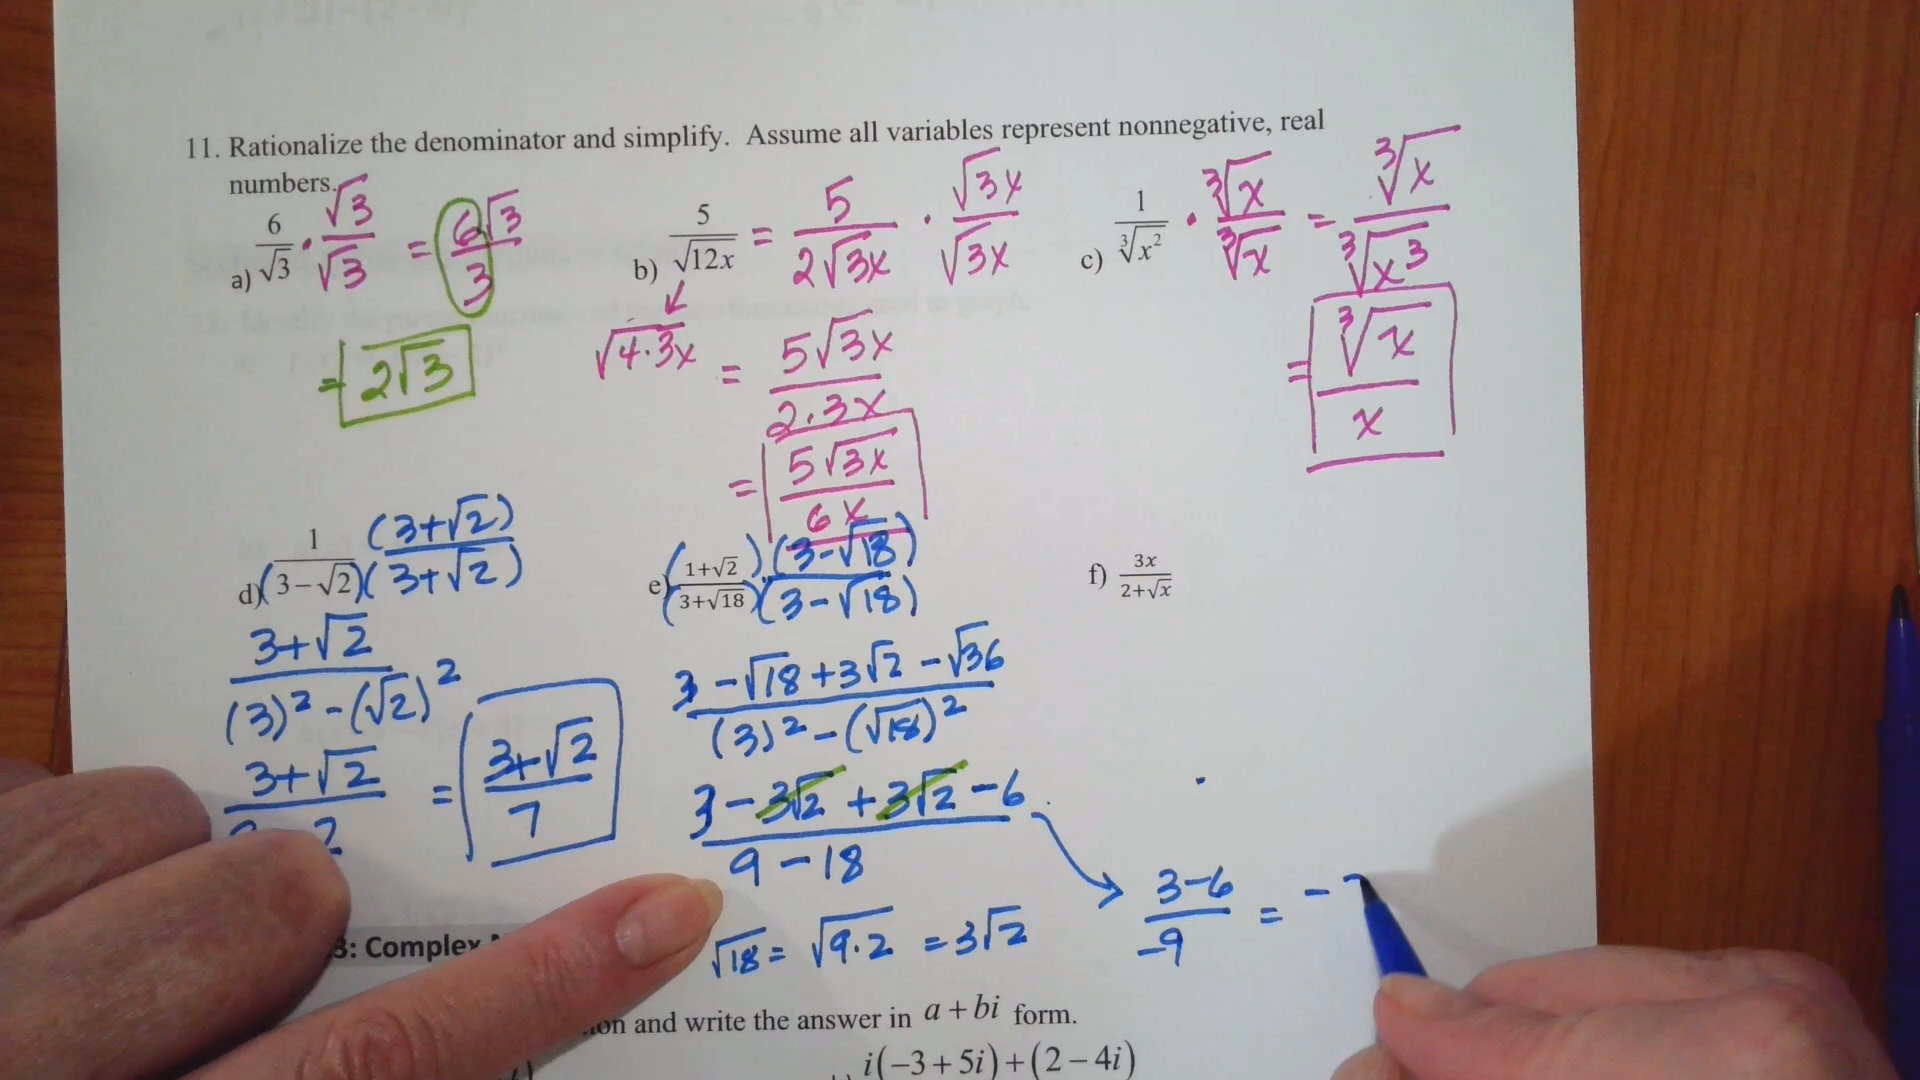 11. Rationalize the denominator and simplify. Assume all variables represent nonnegative, real
numbers.
a) 6/√3 · √3/√3 = 6√3/3
= 2√3
b) 5/√12x = 5/2√3x · √3x/√3x
√4·3x = 5√3x/2·3x
= 5√3x/6x
c) 1/∛x² · ∛x/∛x = ∛x/∛x³
= ∛x/x
d) (1/3-√2) (3+√2)/(3+√2)
3+√2/(3)²-(√2)²
3+√2/ 2 = 3+√2/7
e) (1+√2/3+√18) · (3-√18)/(3-√18)
3-√18+3√2-√36/(3)²-(√18)²
3-3√2+3√2-6/9-18
√18 = √9·2 = 3√2
→ 3-6/-9 = -
f) 3x/2+√x
3: Complex
and write the answer in a + bi form.
i(-3+5i)+(2-4i)